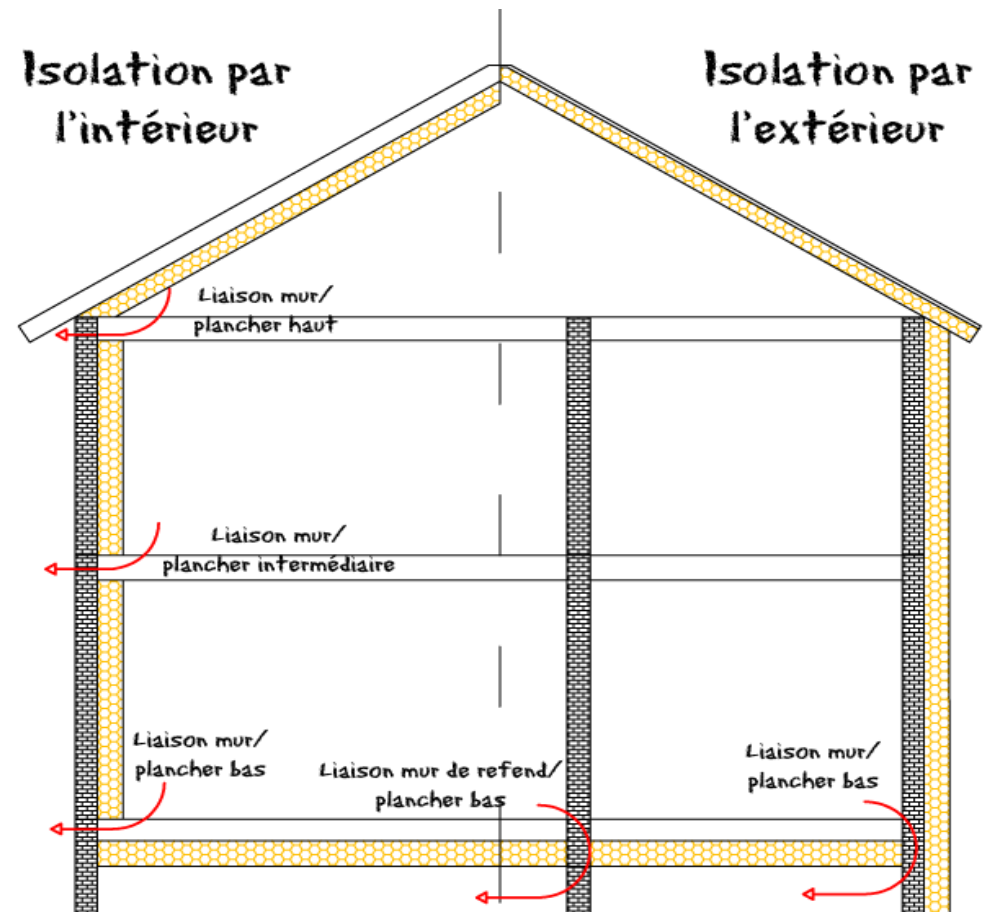 Isolation par
l'intérieur
Isolation par
l'extérieur
Liaison mur/
plancher haut
Liaison mur/
plancher intermédiaire
Liaison mur/
plancher bas
Liaison mur de refend/
plancher bas
Liaison mur/
plancher bas